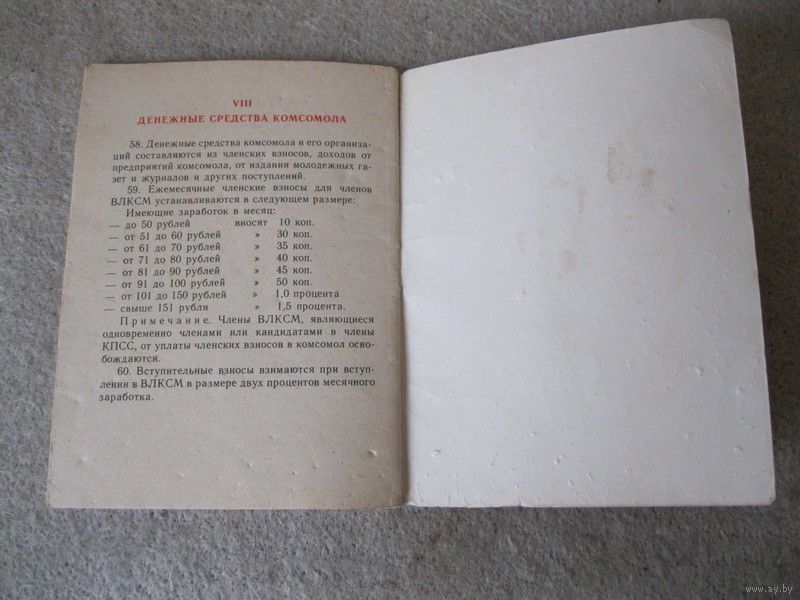 VIII
ДЕНЕЖНЫЕ СРЕДСТВА КОМСОМОЛА
58. Денежные средства комсомола и его организа-
ций составляются из членских взносов, доходов от
предприятий комсомола, от издания молодежных га-
зет и журналов и других поступлений.
59. Ежемесячные членские взносы для членов
ВЛКСМ устанавливаются в следующем размере:
Имеющие заработок в месяц:
— до 50 рублей вносят 10 коп.
— от 51 до 60 рублей » 30 коп.
— от 61 до 70 рублей » 35 коп.
— от 71 до 80 рублей » 40 коп.
— от 81 до 90 рублей » 45 коп.
— от 91 до 100 рублей » 50 коп.
— от 101 до 150 рублей » 1,0 процента
— свыше 151 рубля » 1,5 процента.
Примечание. Члены ВЛКСМ, являющиеся
одновременно членами или кандидатами в члены
КПСС, от уплаты членских взносов в комсомол осво-
бождаются.
60. Вступительные взносы взимаются при вступ-
лении в ВЛКСМ в размере двух процентов месячного
заработка.
www.ay.by